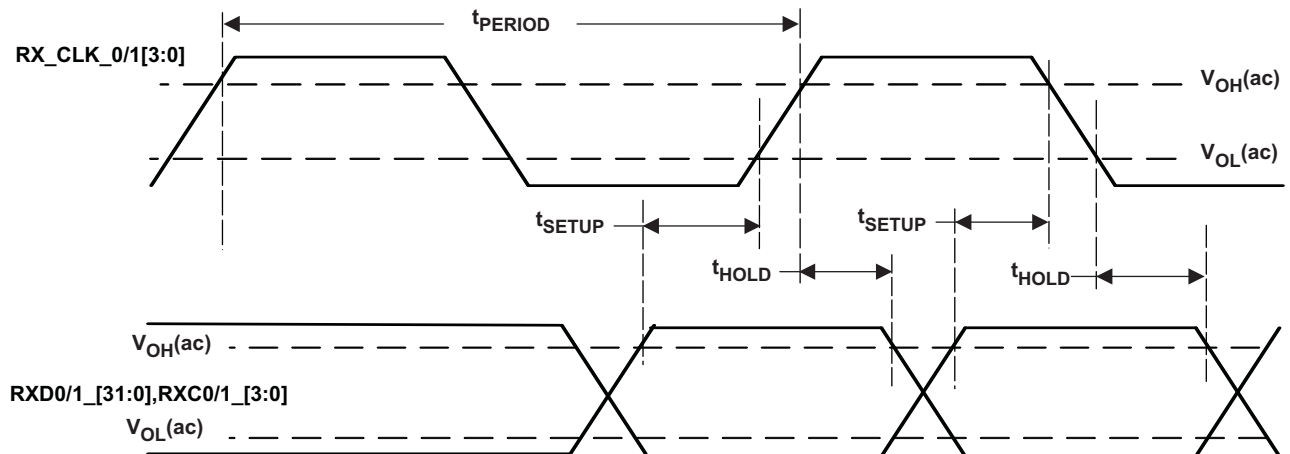 tPERIOD
RX_CLK_0/1[3:0]
VOH(ac)
VOL(ac)
tSETUP
tSETUP
tHOLD
tHOLD
VOH(ac)
RXD0/1_[31:0],RXC0/1_[3:0]
VOL(ac)